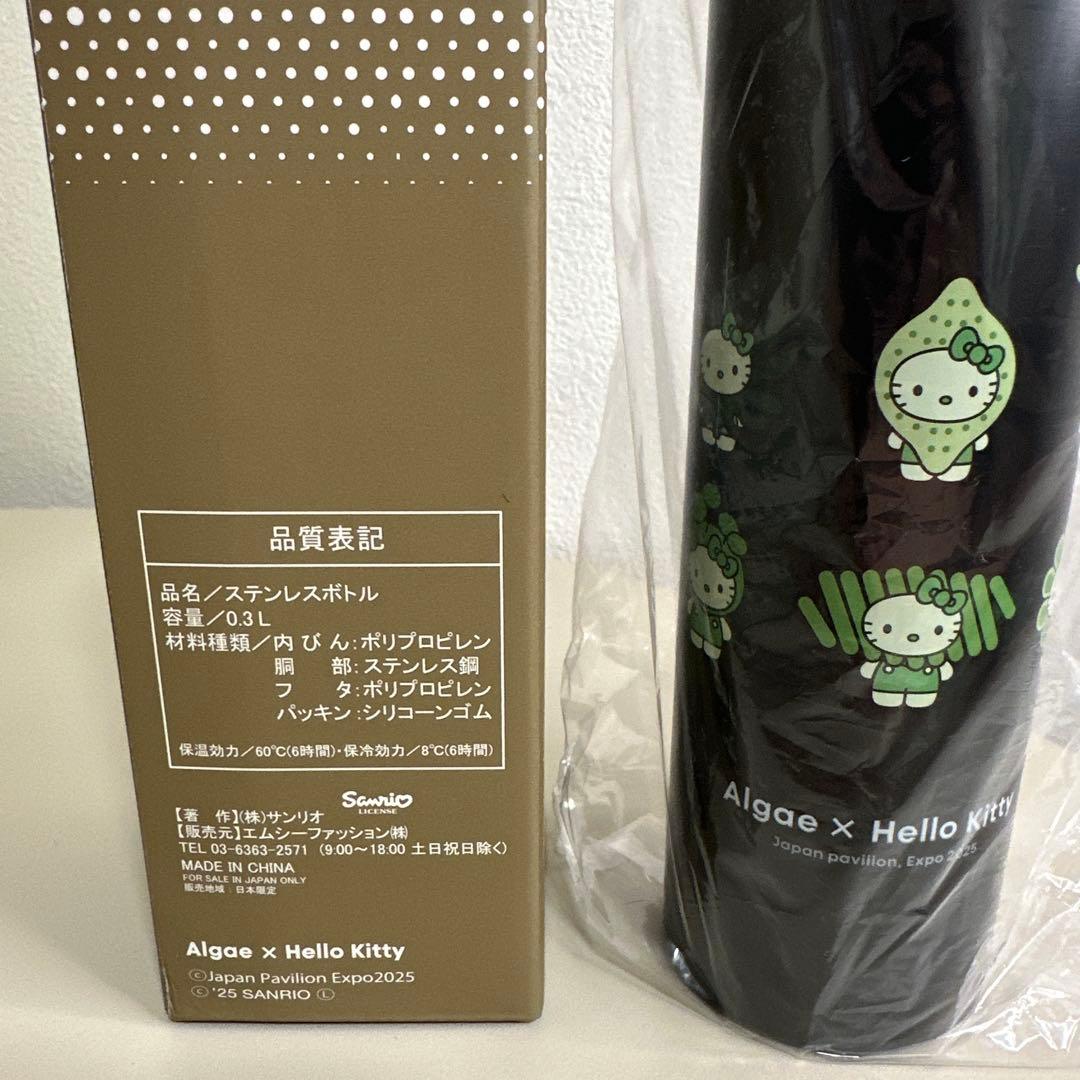 品質表記
品名/ステンレスボトル
容量/0.3L
材料種類/内びん:ポリプロピレン
胴　部:ステンレス鋼
フ　タ:ポリプロピレン
パッキン:シリコーンゴム
保温効力/60℃(6時間)・保冷効力/8℃(6時間)
Sanrio
LICENSE
【著　作】(株)サンリオ
【販売元】エムシーファッション㈱
TEL 03-6363-2571 (9:00〜18:00 土日祝日除く)
MADE IN CHINA
FOR SALE IN JAPAN ONLY
販売地域:日本限定
Algae × Hello Kitty
©Japan Pavilion Expo2025
©'25 SANRIO Ⓛ
Algae × Hello Kitty
Japan pavilion, Expo 2025